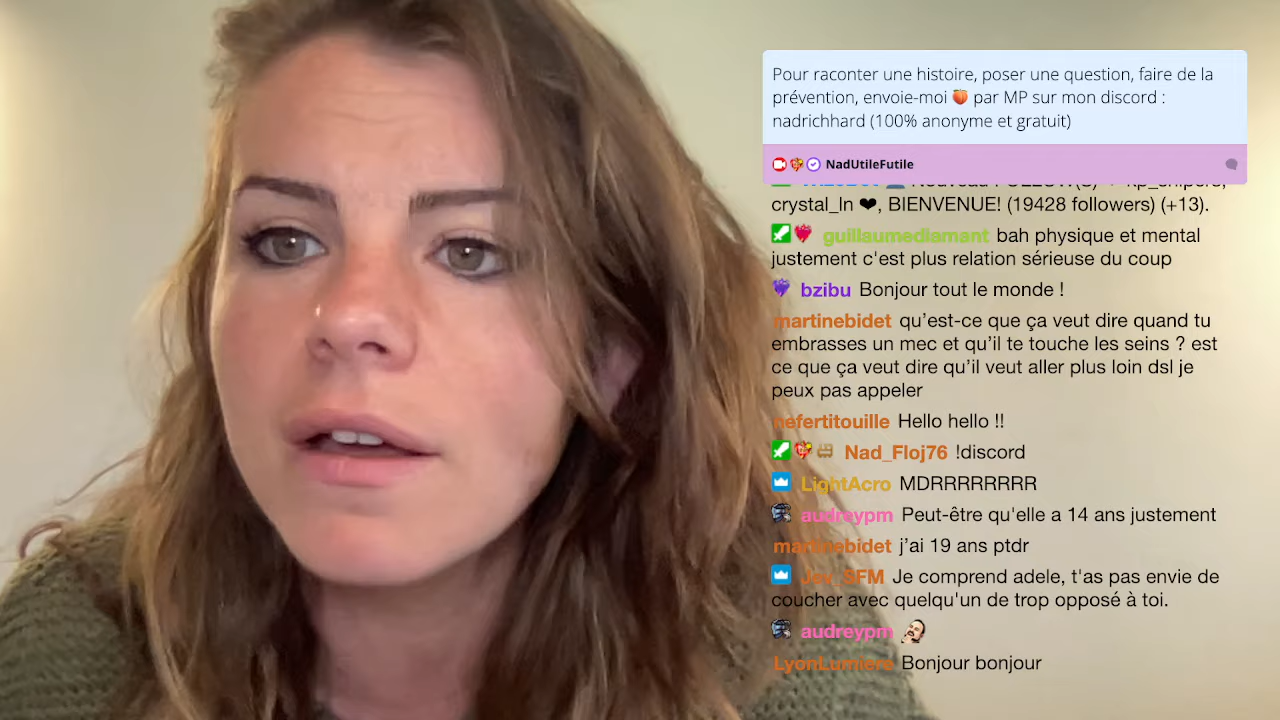 Pour raconter une histoire, poser une question, faire de la
prévention, envoie-moi 🍑 par MP sur mon discord :
nadrichhard (100% anonyme et gratuit)
NadUtileFutile
crystal_ln ❤, BIENVENUE! (19428 followers) (+13).
guillaumediamant bah physique et mental
justement c'est plus relation sérieuse du coup
bzibu Bonjour tout le monde !
martinebidet qu’est-ce que ça veut dire quand tu
embrasses un mec et qu’il te touche les seins ? est
ce que ça veut dire qu’il veut aller plus loin dsl je
peux pas appeler
nefertitouille Hello hello !!
Nad_Floj76 !discord
LightAcro MDRRRRRRRR
audreypm Peut-être qu'elle a 14 ans justement
martinebidet j’ai 19 ans ptdr
Jev_SFM Je comprend adele, t'as pas envie de
coucher avec quelqu'un de trop opposé à toi.
audreypm
LyonLumiere Bonjour bonjour